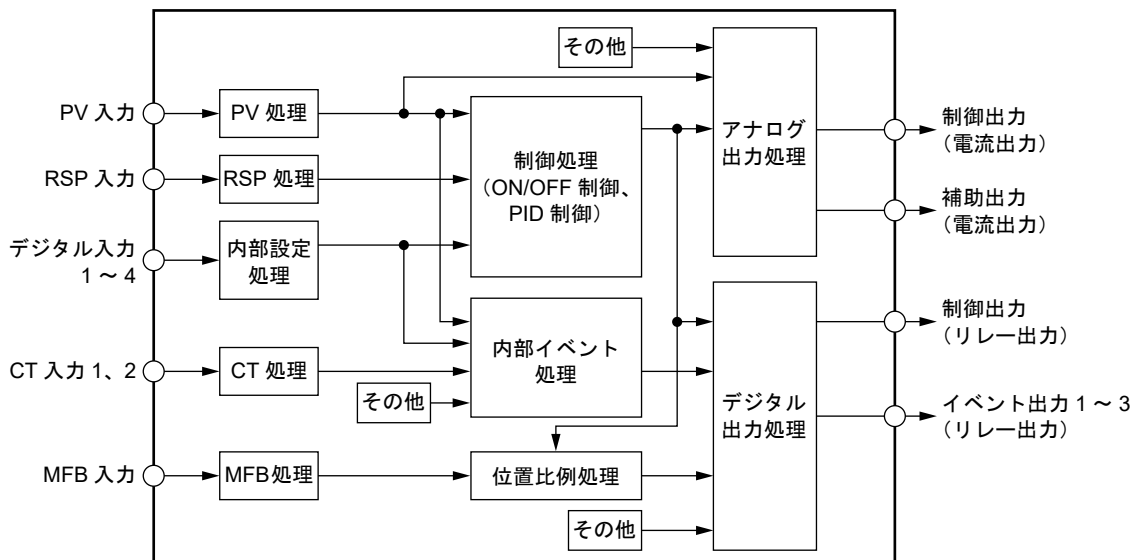 その他
PV 入力
PV 処理
RSP 入力
RSP 処理
デジタル入力
1 ～ 4
内部設定
処理
制御処理
（ON/OFF 制御、
PID 制御）
アナログ
出力処理
制御出力
（電流出力）
補助出力
（電流出力）
CT 入力 1、2
CT 処理
その他
内部イベント
処理
デジタル
出力処理
制御出力
（リレー出力）
イベント出力 1 ～ 3
（リレー出力）
MFB 入力
MFB処理
位置比例処理
その他